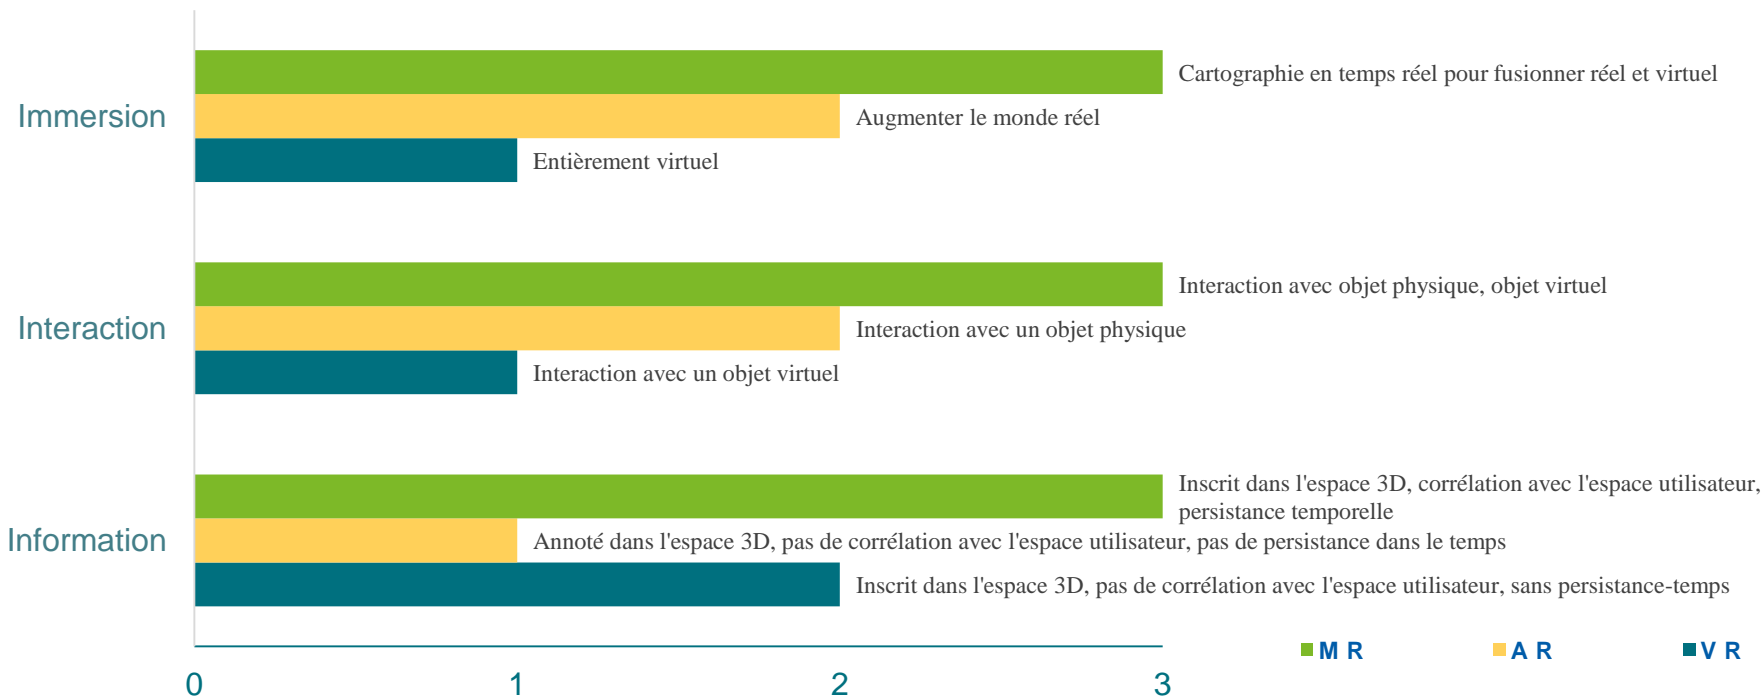 Immersion
Cartographie en temps réel pour fusionner réel et virtuel
Augmenter le monde réel
Entièrement virtuel
Interaction
Interaction avec objet physique, objet virtuel
Interaction avec un objet physique
Interaction avec un objet virtuel
Information
Inscrit dans l'espace 3D, corrélation avec l'espace utilisateur,
persistance temporelle
Annoté dans l'espace 3D, pas de corrélation avec l'espace utilisateur, pas de persistance dans le temps
Inscrit dans l'espace 3D, pas de corrélation avec l'espace utilisateur, sans persistance-temps
MR AR VR
0 1 2 3